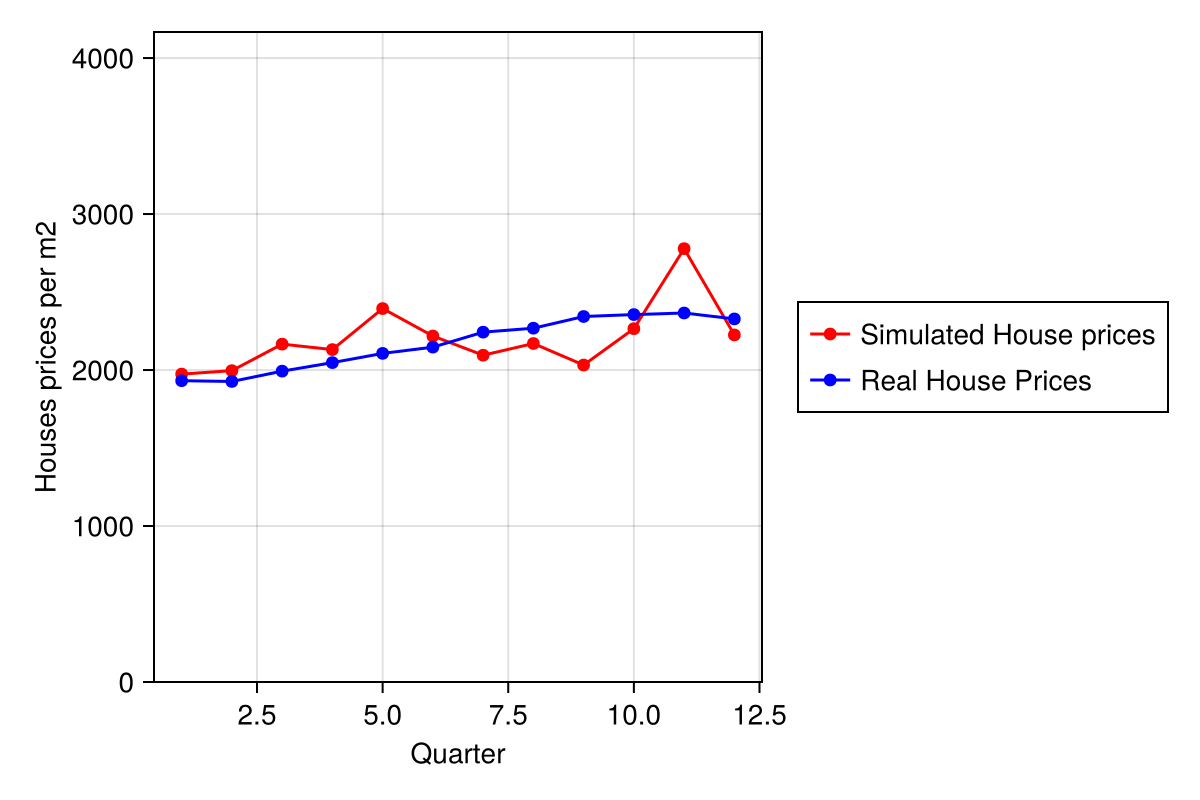 4000
3000
2000
1000
0
Houses prices per m2
2.5
5.0
7.5
10.0
12.5
Quarter
Simulated House prices
Real House Prices